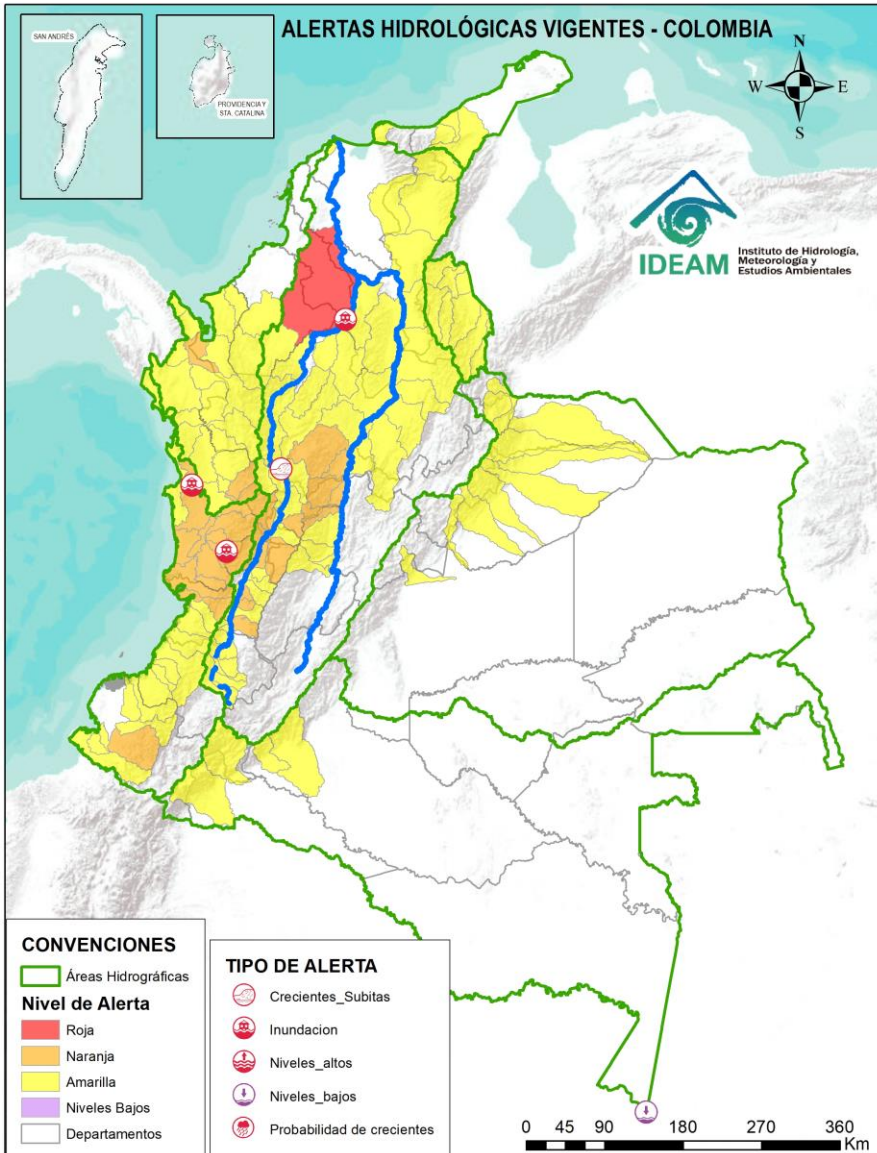 ALERTAS HIDROLÓGICAS VIGENTES - COLOMBIA
SAN ANDRÉS
PROVIDENCIA Y
STA. CATALINA
N
W E
S
IDEAM
Instituto de Hidrología,
Meteorología y
Estudios Ambientales
CONVENCIONES
Áreas Hidrográficas
Nivel de Alerta
Roja
Naranja
Amarilla
Niveles Bajos
Departamentos
TIPO DE ALERTA
Crecientes_Subitas
Inundacion
Niveles_altos
Niveles_bajos
Probabilidad de crecientes
0 45 90 180 270 360
Km